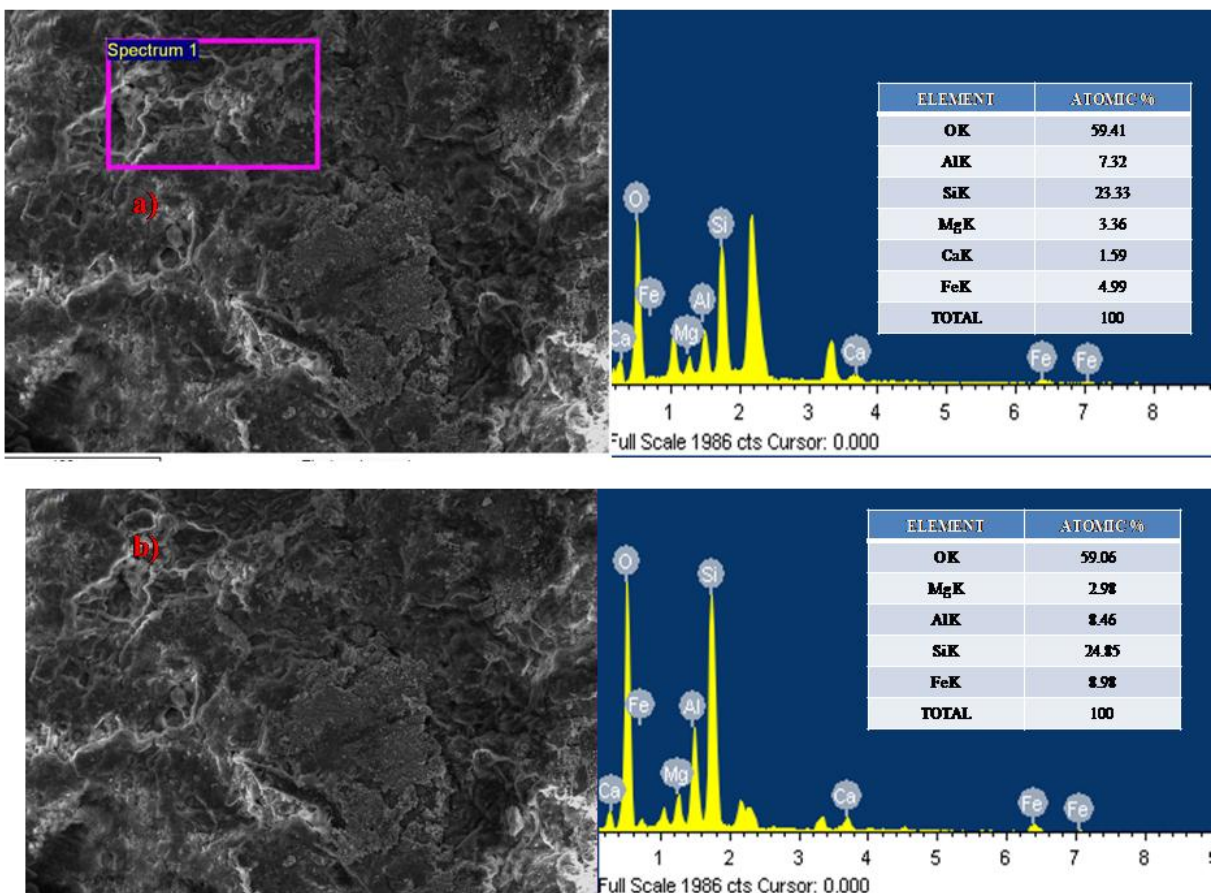 Spectrum 1
a)
ELEMENT ATOMIC %
OK 59.41
AlK 7.32
SiK 23.33
MgK 3.36
CaK 1.59
FeK 4.99
TOTAL 100
O
Si
Fe
Al
Ca
Mg
Ca
Fe
Fe
1 2 3 4 5 6 7 8
Full Scale 1986 cts Cursor: 0.000
b)
ELEMENT ATOMIC %
OK 59.06
MgK 2.98
AlK 8.46
SiK 24.85
FeK 8.98
TOTAL 100
O
Si
Fe
Al
Mg
Ca
Ca
Fe
Fe
1 2 3 4 5 6 7 8 9
Full Scale 1986 cts Cursor: 0.000